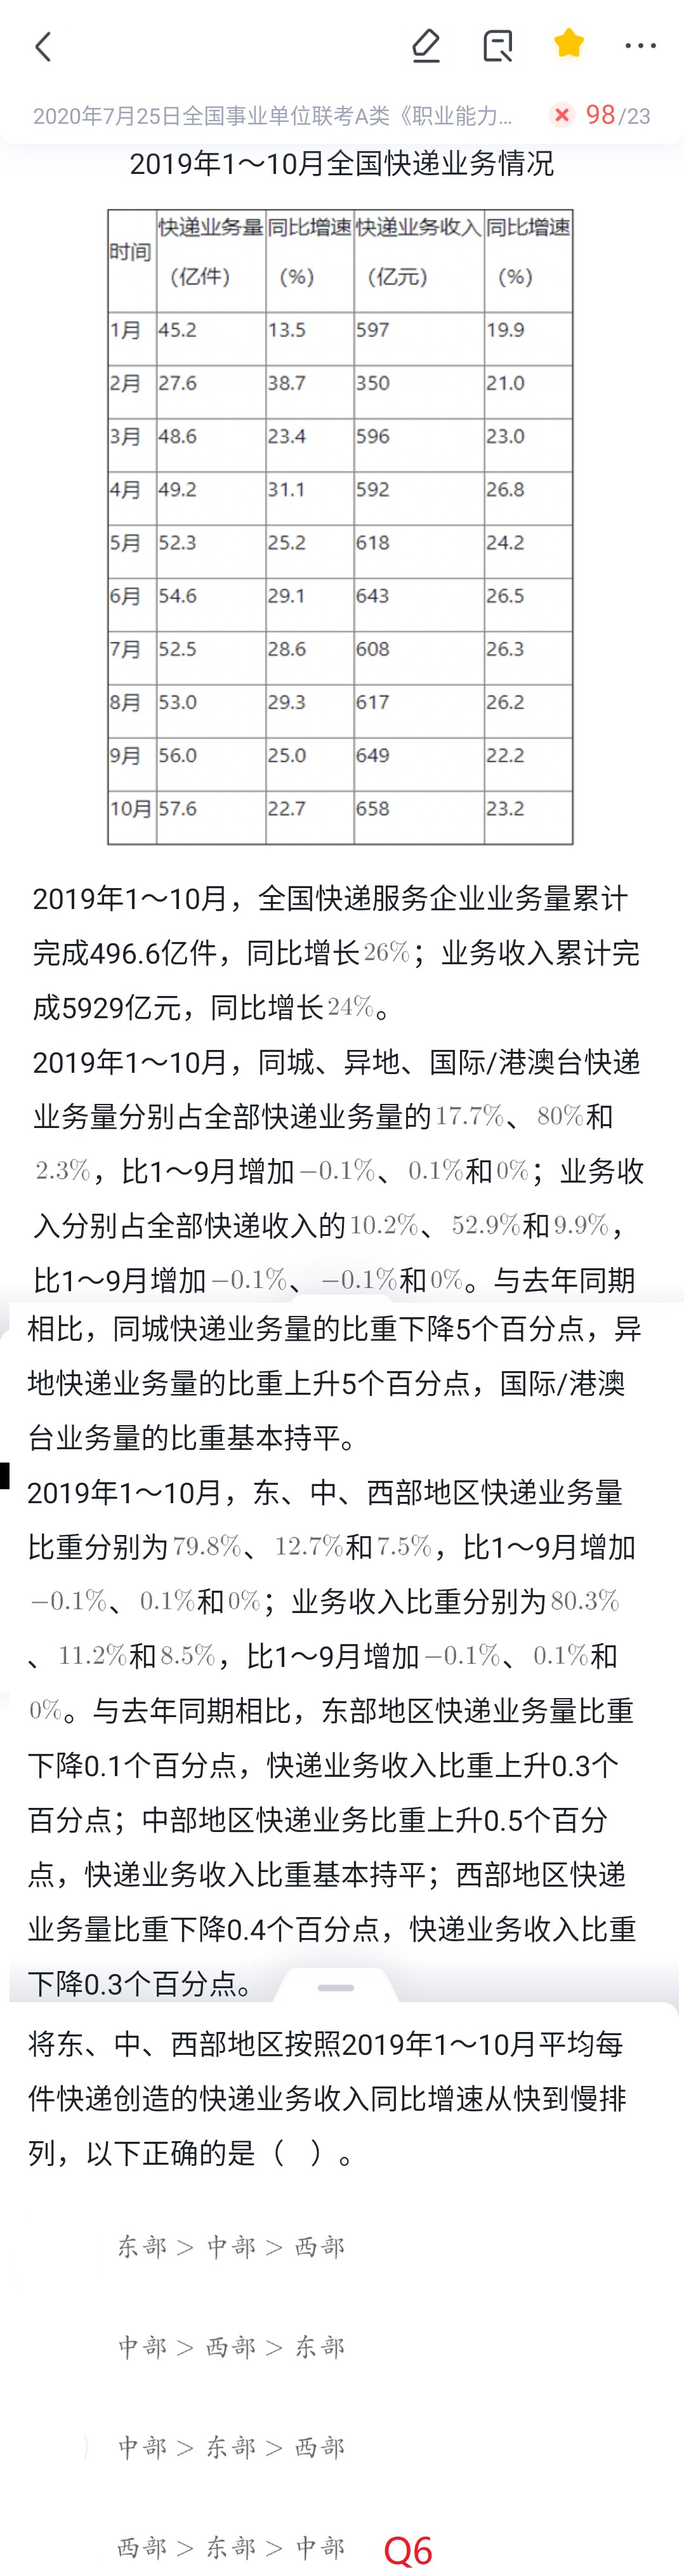 2020年7月25日全国事业单位联考A类《职业能力... 98/23
2019年1～10月全国快递业务情况
时间 快递业务量（亿件） 同比增速（%） 快递业务收入（亿元） 同比增速（%）
1月 45.2 13.5 597 19.9
2月 27.6 38.7 350 21.0
3月 48.6 23.4 596 23.0
4月 49.2 31.1 592 26.8
5月 52.3 25.2 618 24.2
6月 54.6 29.1 643 26.5
7月 52.5 28.6 608 26.3
8月 53.0 29.3 617 26.2
9月 56.0 25.0 649 22.2
10月 57.6 22.7 658 23.2
2019年1～10月，全国快递服务企业业务量累计
完成496.6亿件，同比增长26%；业务收入累计完
成5929亿元，同比增长24%。
2019年1～10月，同城、异地、国际/港澳台快递
业务量分别占全部快递业务量的17.7%、80%和
2.3%，比1～9月增加−0.1%、0.1%和0%；业务收
入分别占全部快递收入的10.2%、52.9%和9.9%，
比1～9月增加−0.1%、−0.1%和0%。与去年同期
相比，同城快递业务量的比重下降5个百分点，异
地快递业务量的比重上升5个百分点，国际/港澳
台业务量的比重基本持平。
2019年1～10月，东、中、西部地区快递业务量
比重分别为79.8%、12.7%和7.5%，比1～9月增加
−0.1%、0.1%和0%；业务收入比重分别为80.3%
、11.2%和8.5%，比1～9月增加−0.1%、0.1%和
0%。与去年同期相比，东部地区快递业务量比重
下降0.1个百分点，快递业务收入比重上升0.3个
百分点；中部地区快递业务比重上升0.5个百分
点，快递业务收入比重基本持平；西部地区快递
业务量比重下降0.4个百分点，快递业务收入比重
下降0.3个百分点。
将东、中、西部地区按照2019年1～10月平均每
件快递创造的快递业务收入同比增速从快到慢排
列，以下正确的是（ ）。
东部 > 中部 > 西部
中部 > 西部 > 东部
中部 > 东部 > 西部
西部 > 东部 > 中部 Q6